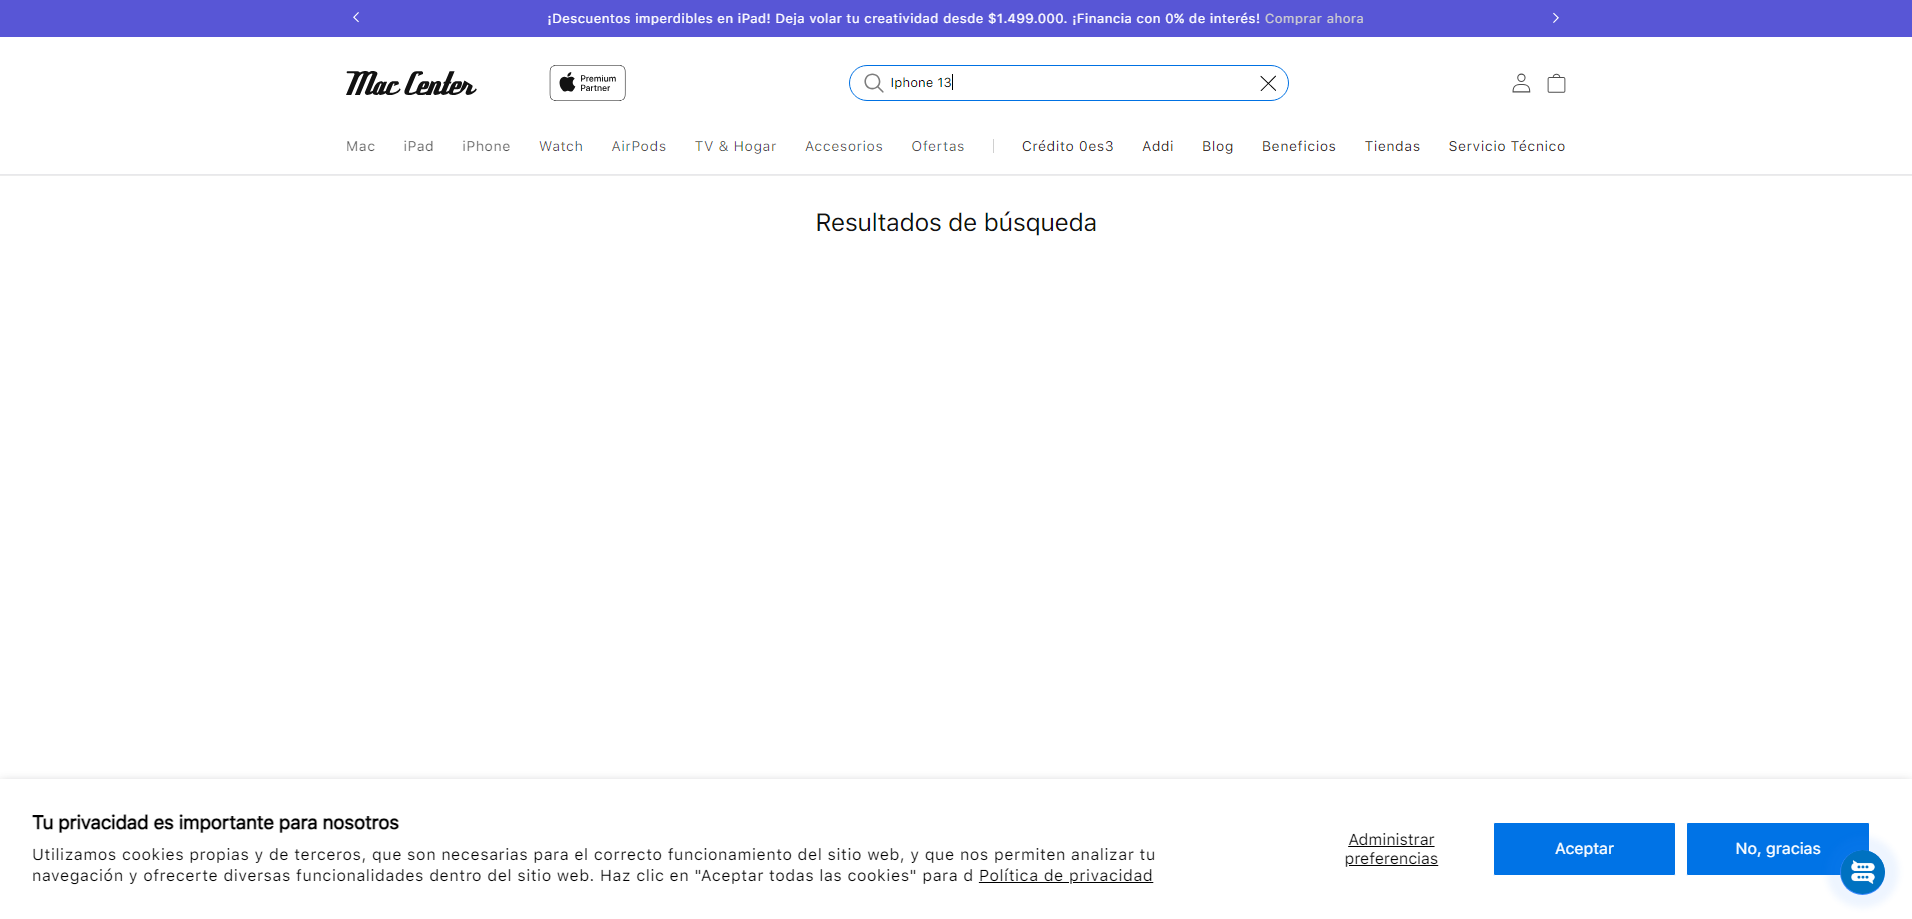 ¡Descuentos imperdibles en iPad! Deja volar tu creatividad desde $1.499.000. ¡Financia con 0% de interés! Comprar ahora
Mac Center
Premium
Partner
Iphone 13
Mac iPad iPhone Watch AirPods TV & Hogar Accesorios Ofertas Crédito 0es3 Addi Blog Beneficios Tiendas Servicio Técnico
Resultados de búsqueda
Tu privacidad es importante para nosotros
Utilizamos cookies propias y de terceros, que son necesarias para el correcto funcionamiento del sitio web, y que nos permiten analizar tu
navegación y ofrecerte diversas funcionalidades dentro del sitio web. Haz clic en "Aceptar todas las cookies" para d Política de privacidad
Administrar
preferencias
Aceptar
No, gracias